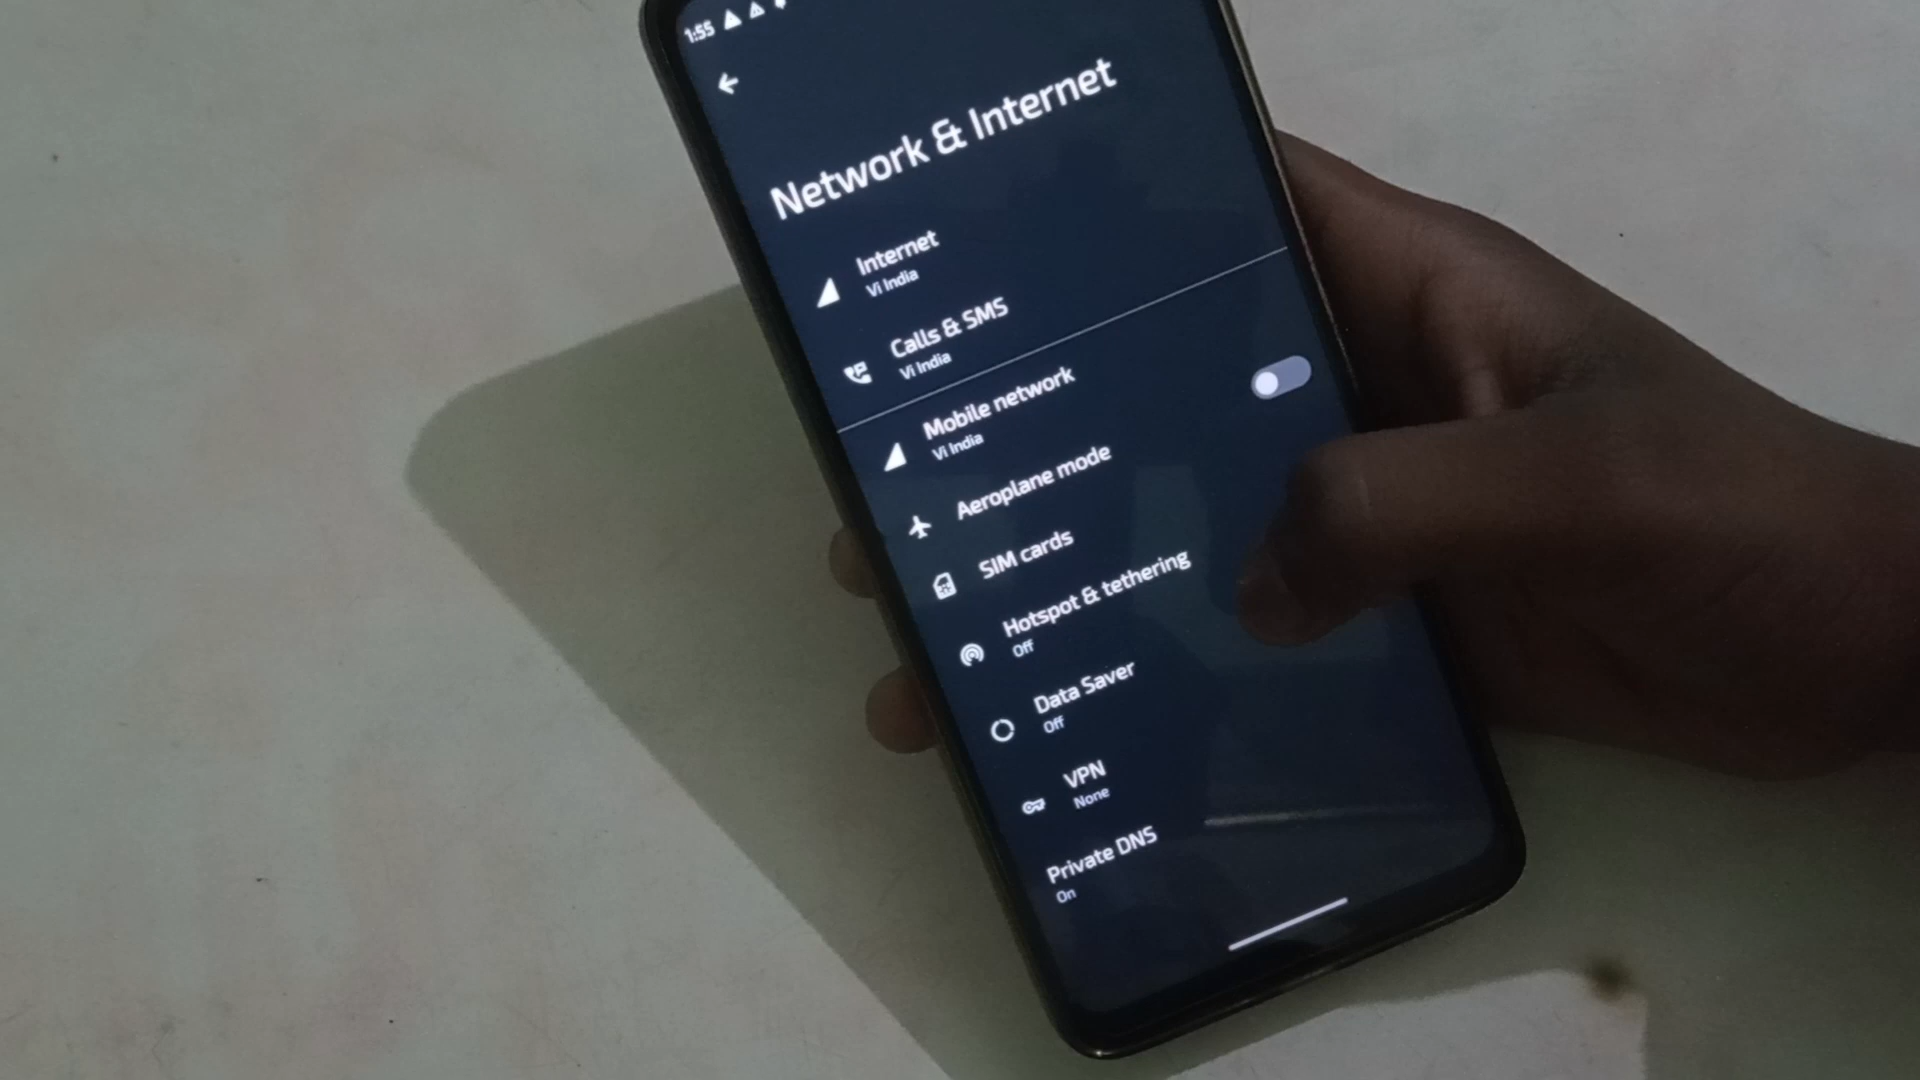 1:55
Network & Internet
Internet
Vi India
Calls & SMS
Vi India
Mobile network
Vi India
Aeroplane mode
SIM cards
Hotspot & tethering
Off
Data Saver
Off
VPN
None
Private DNS
On